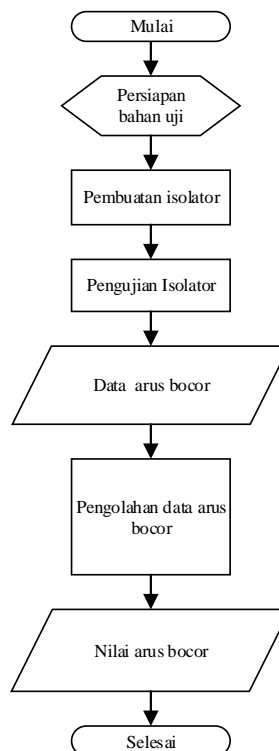 Mulai
Persiapan
bahan uji
Pembuatan isolator
Pengujian Isolator
Data arus bocor
Pengolahan data arus
bocor
Nilai arus bocor
Selesai